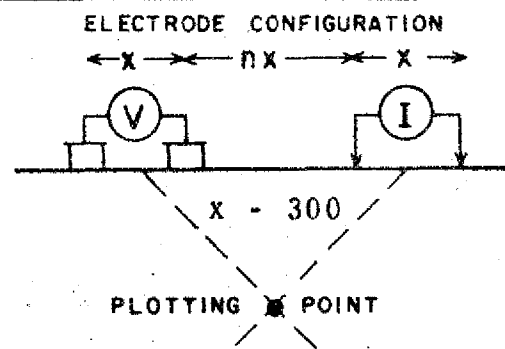 ELECTRODE CONFIGURATION
x nx x
V I
x - 300
PLOTTING POINT